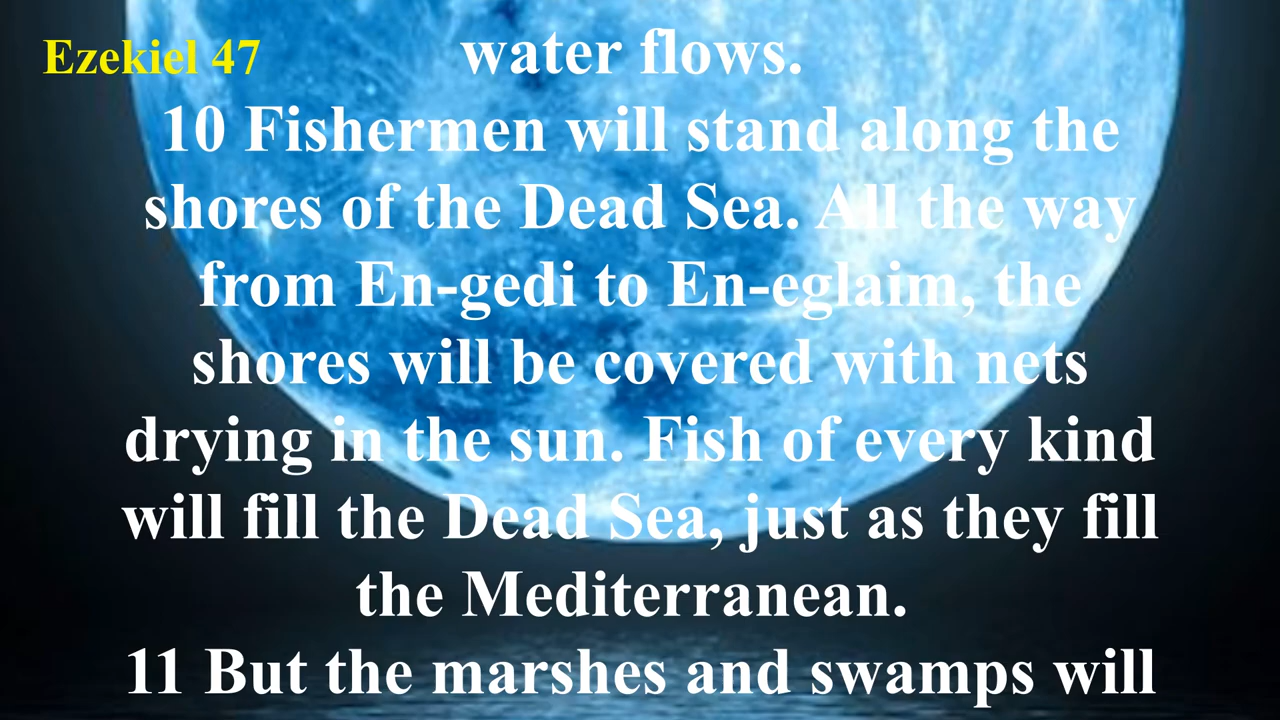 Ezekiel 47
water flows.
10 Fishermen will stand along the
shores of the Dead Sea. All the way
from En-gedi to En-eglaim, the
shores will be covered with nets
drying in the sun. Fish of every kind
will fill the Dead Sea, just as they fill
the Mediterranean.
11 But the marshes and swamps will